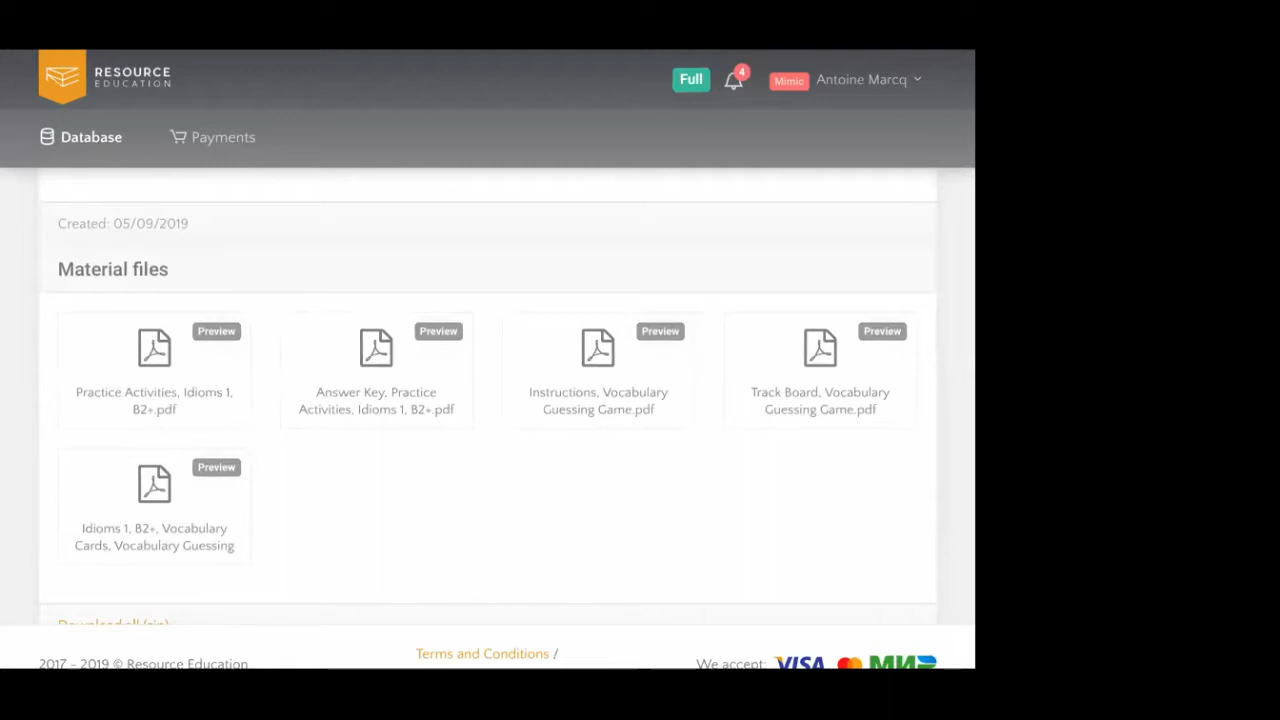 RESOURCE
EDUCATION
Full
4
Mimic
Antoine Marcq
Database
Payments
Created: 05/09/2019
Material files
Preview
Preview
Preview
Preview
Practice Activities, Idioms 1,
B2+.pdf
Answer Key, Practice
Activities, Idioms 1, B2+.pdf
Instructions, Vocabulary
Guessing Game.pdf
Track Board, Vocabulary
Guessing Game.pdf
Preview
Idioms 1, B2+, Vocabulary
Cards, Vocabulary Guessing
Download all (zip)
Terms and Conditions /
2017 - 2019 © Resource Education
We accept: VISA МИР